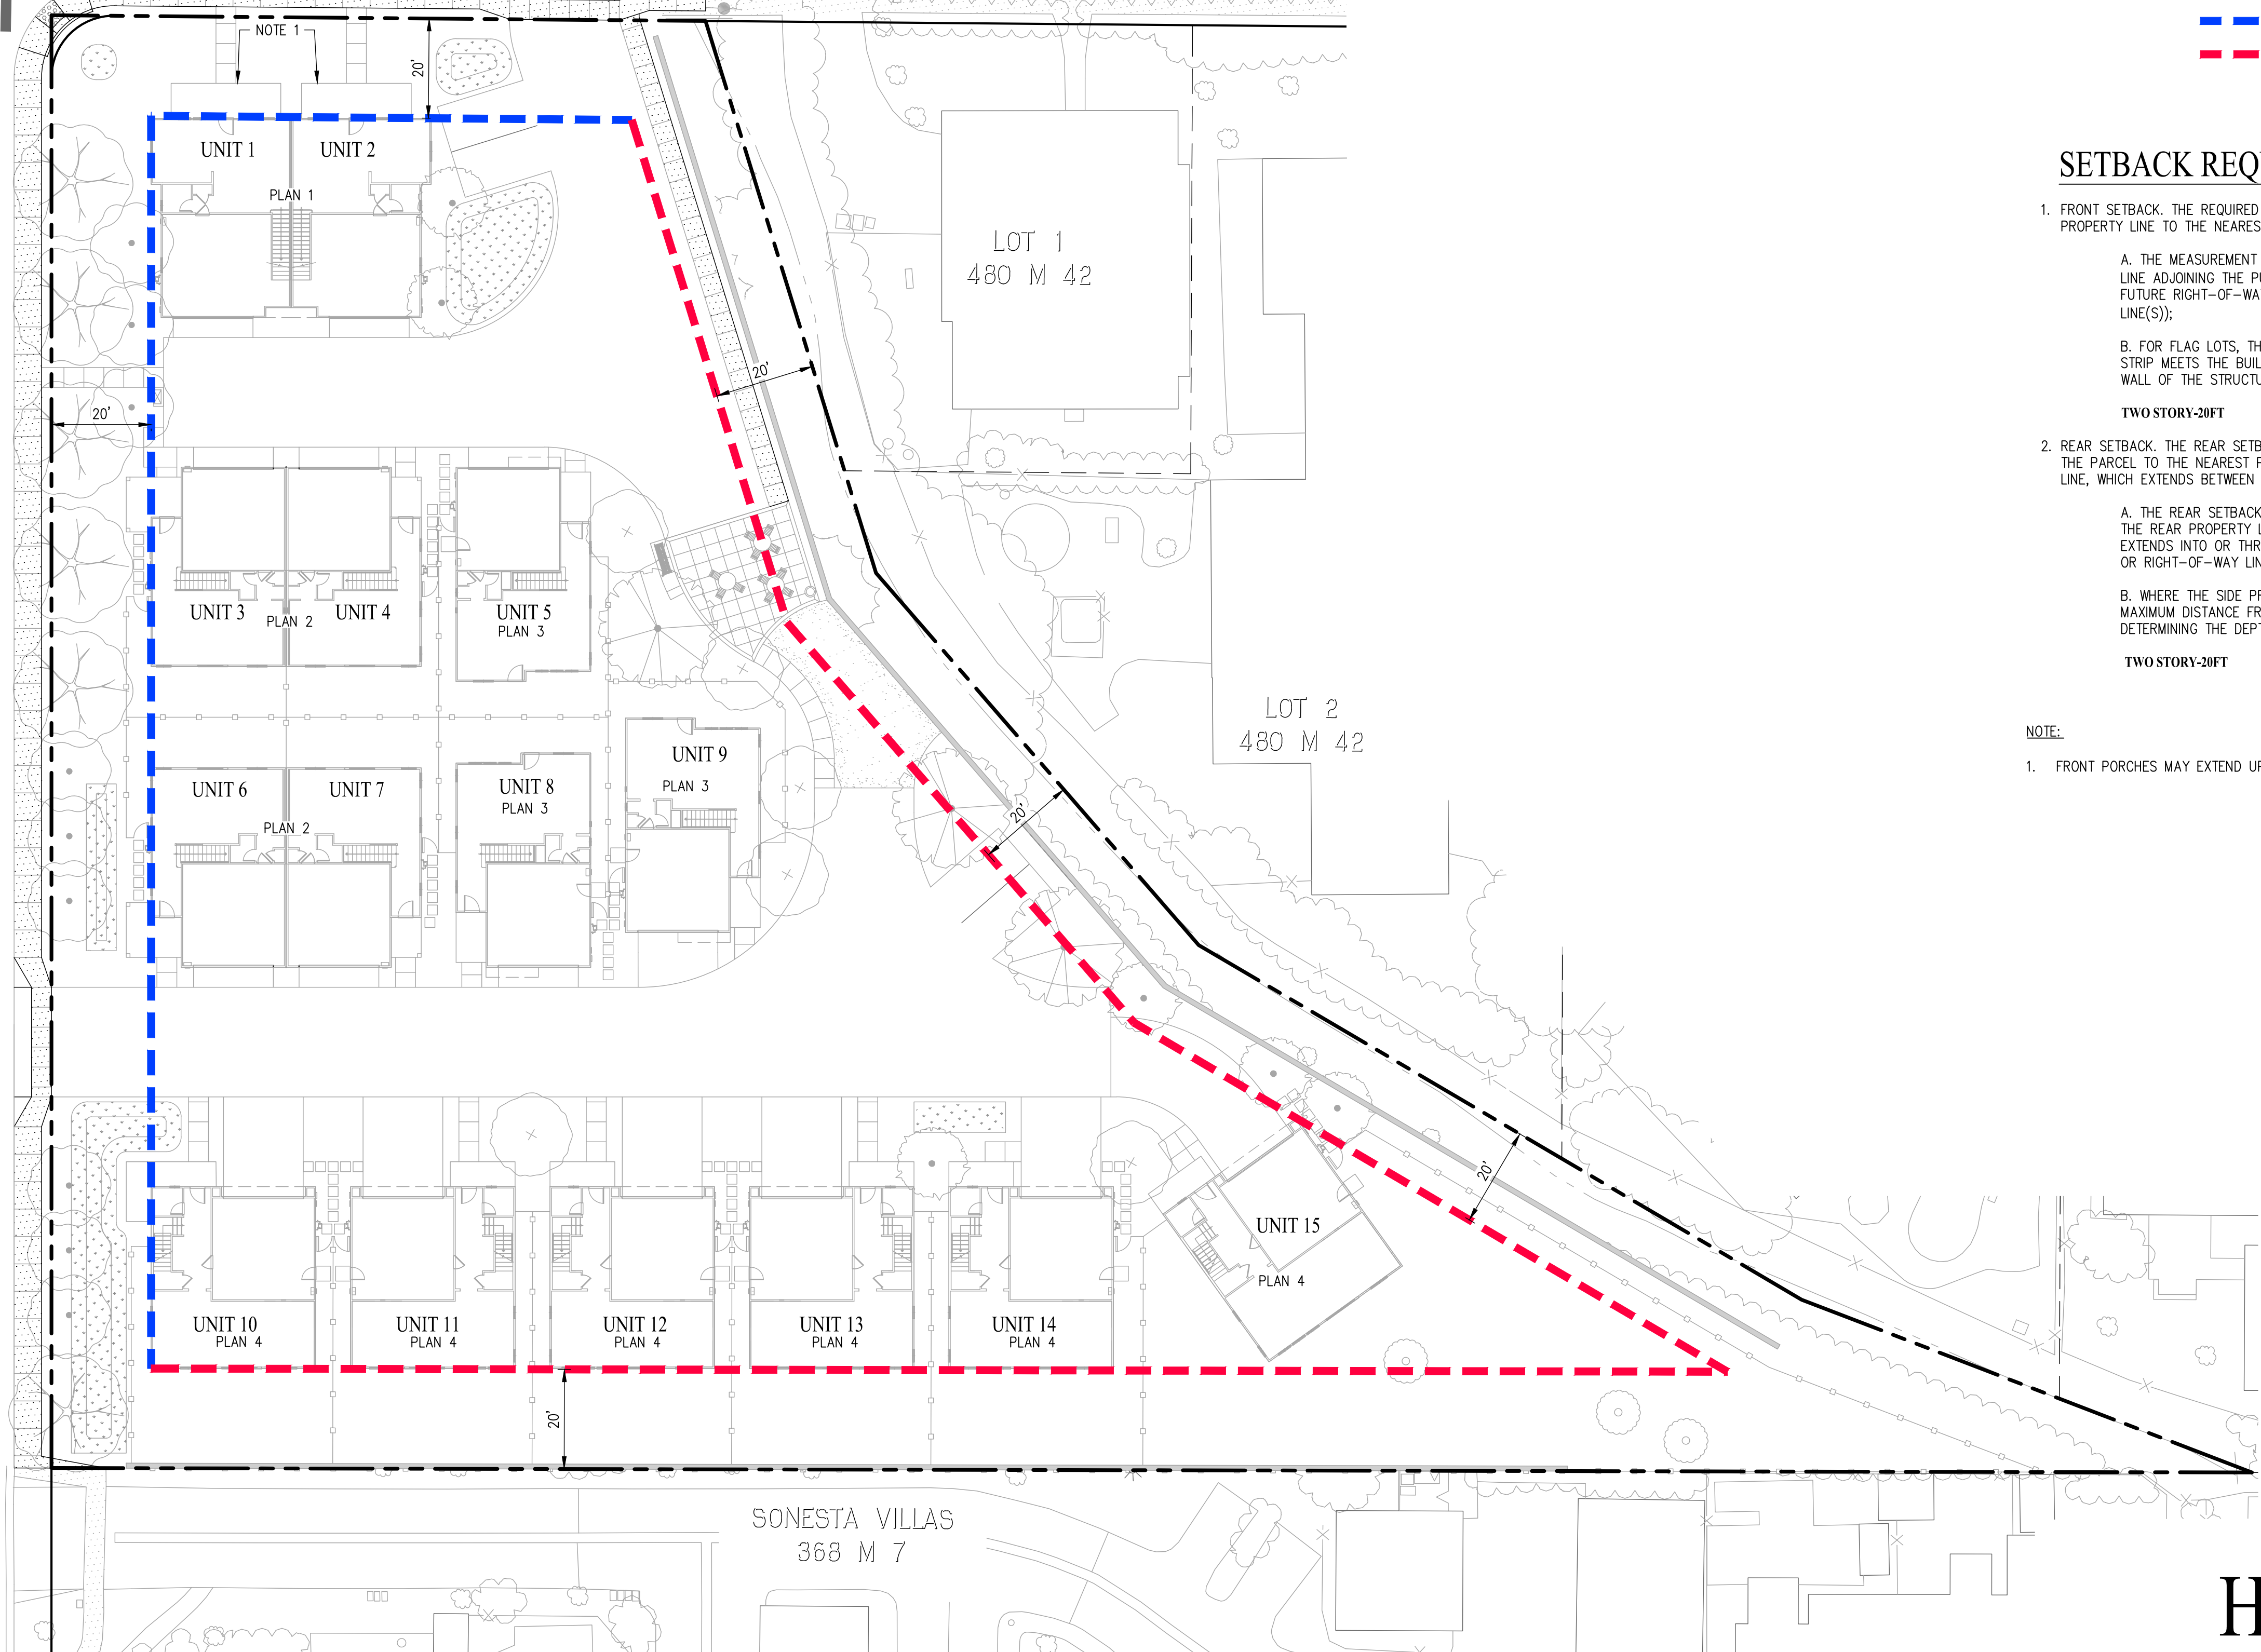 NOTE 1
20'
UNIT 1
UNIT 2
PLAN 1
LOT 1
480 M 42
20'
20'
UNIT 3
UNIT 4
PLAN 2
UNIT 5
PLAN 3
LOT 2
480 M 42
UNIT 6
UNIT 7
PLAN 2
UNIT 8
PLAN 3
UNIT 9
PLAN 3
20'
20'
UNIT 10
PLAN 4
UNIT 11
PLAN 4
UNIT 12
PLAN 4
UNIT 13
PLAN 4
UNIT 14
PLAN 4
UNIT 15
PLAN 4
20'
SONESTA VILLAS
368 M 7
SETBACK REQ
1. FRONT SETBACK. THE REQUIRED
PROPERTY LINE TO THE NEARES
A. THE MEASUREMENT
LINE ADJOINING THE PU
FUTURE RIGHT-OF-WA
LINE(S));
B. FOR FLAG LOTS, TH
STRIP MEETS THE BUIL
WALL OF THE STRUCTU
TWO STORY-20FT
2. REAR SETBACK. THE REAR SETB
THE PARCEL TO THE NEAREST P
LINE, WHICH EXTENDS BETWEEN
A. THE REAR SETBACK
THE REAR PROPERTY L
EXTENDS INTO OR THR
OR RIGHT-OF-WAY LIN
B. WHERE THE SIDE PR
MAXIMUM DISTANCE FR
DETERMINING THE DEPT
TWO STORY-20FT
NOTE:
1. FRONT PORCHES MAY EXTEND UP
H